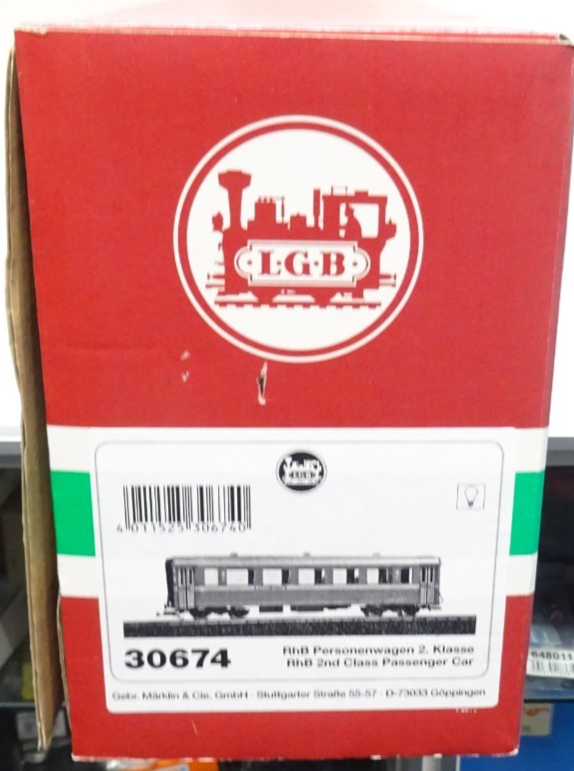 L·G·B
L.G.B
4 011525 306740
30674
RhB Personenwagen 2. Klasse
RhB 2nd Class Passenger Car
Gebr. Märklin & Cie. GmbH · Stuttgarter Straße 55-57 · D-73033 Göppingen
648011